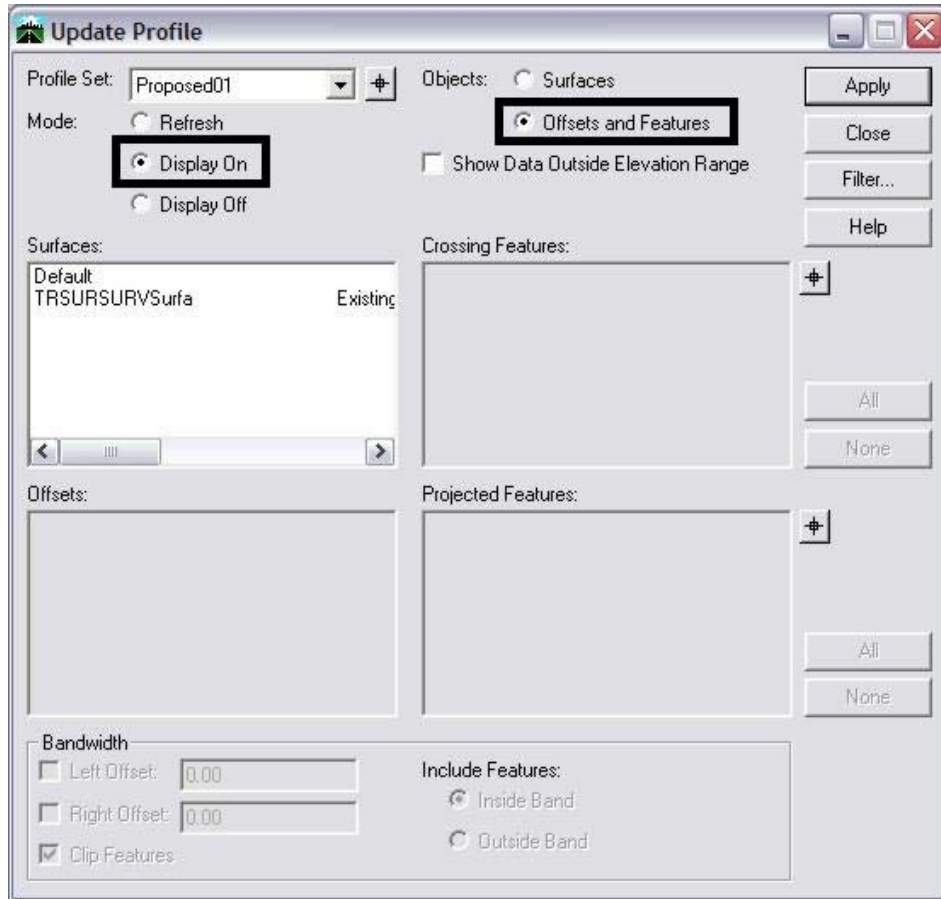 Update Profile
Profile Set: Proposed01
Mode: Refresh
Display On
Display Off
Objects: Surfaces
Offsets and Features
Show Data Outside Elevation Range
Apply
Close
Filter...
Help
Surfaces:
Default
TRSURSURVSurfa Existing
Crossing Features:
All
None
Offsets:
Projected Features:
All
None
Bandwidth
Left Offset: 0.00
Right Offset: 0.00
Clip Features
Include Features:
Inside Band
Outside Band